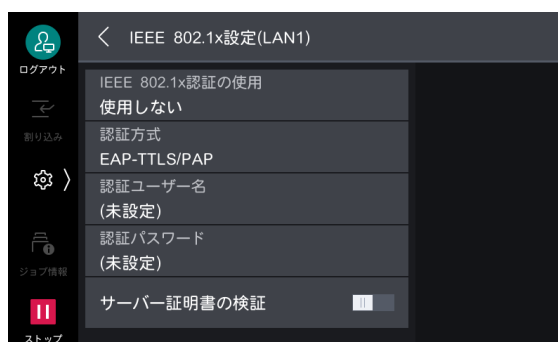 IEEE 802.1x設定(LAN1)
ログアウト
IEEE 802.1x認証の使用
使用しない
割り込み
認証方式
EAP-TTLS/PAP
認証ユーザー名
(未設定)
認証パスワード
(未設定)
ジョブ情報
サーバー証明書の検証
ストップ